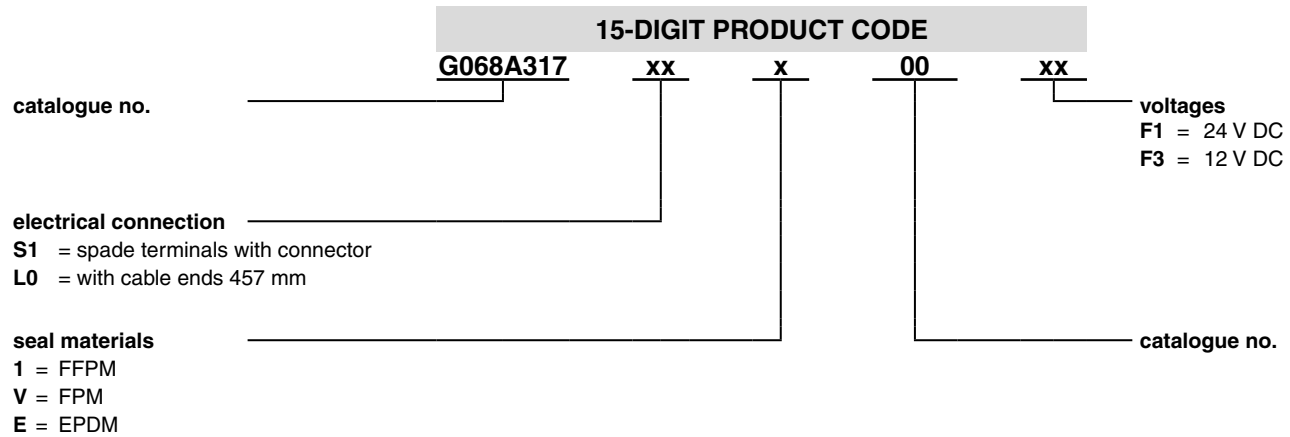 15-DIGIT PRODUCT CODE
G068A317 xx x 00 xx
catalogue no.
voltages
F1 = 24 V DC
F3 = 12 V DC
electrical connection
S1 = spade terminals with connector
L0 = with cable ends 457 mm
seal materials
catalogue no.
1 = FFPM
V = FPM
E = EPDM